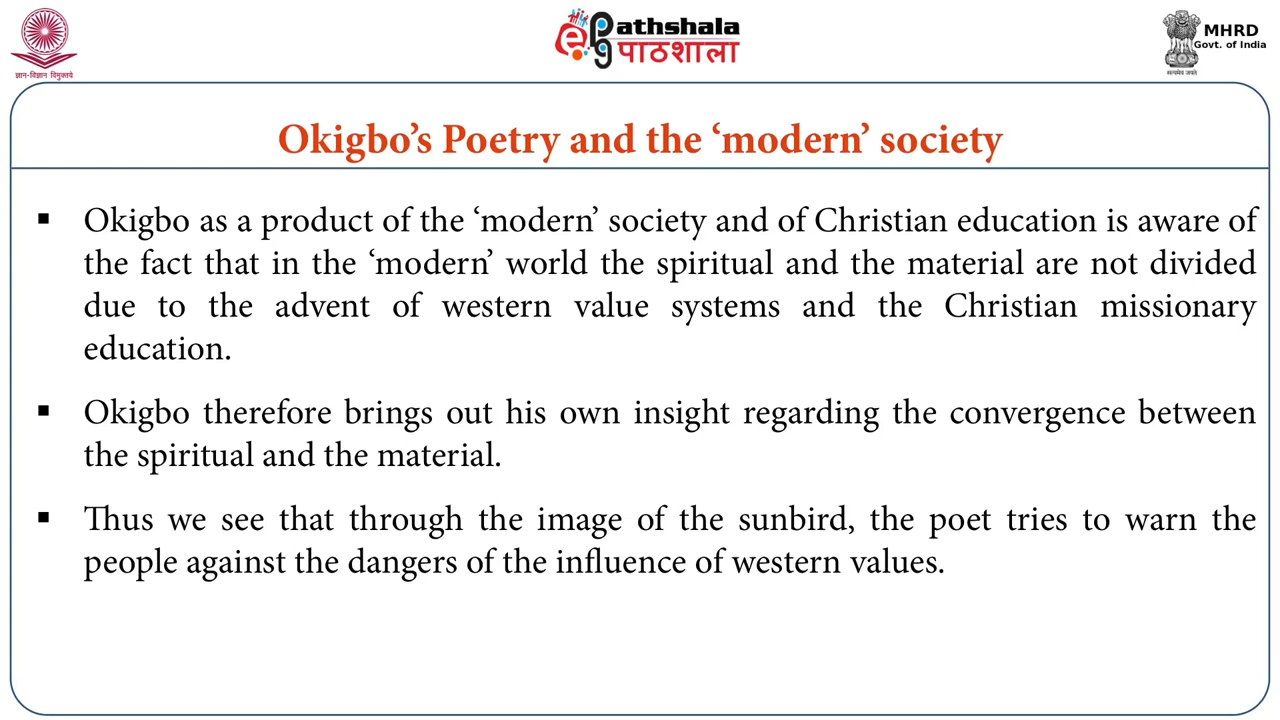 ज्ञान-विज्ञान विमुक्तये
ePathshala
पाठशाला
MHRD
Govt. of India
सत्यमेव जयते
Okigbo’s Poetry and the ‘modern’ society
▪ Okigbo as a product of the ‘modern’ society and of Christian education is aware of
the fact that in the ‘modern’ world the spiritual and the material are not divided
due to the advent of western value systems and the Christian missionary
education.
▪ Okigbo therefore brings out his own insight regarding the convergence between
the spiritual and the material.
▪ Thus we see that through the image of the sunbird, the poet tries to warn the
people against the dangers of the influence of western values.